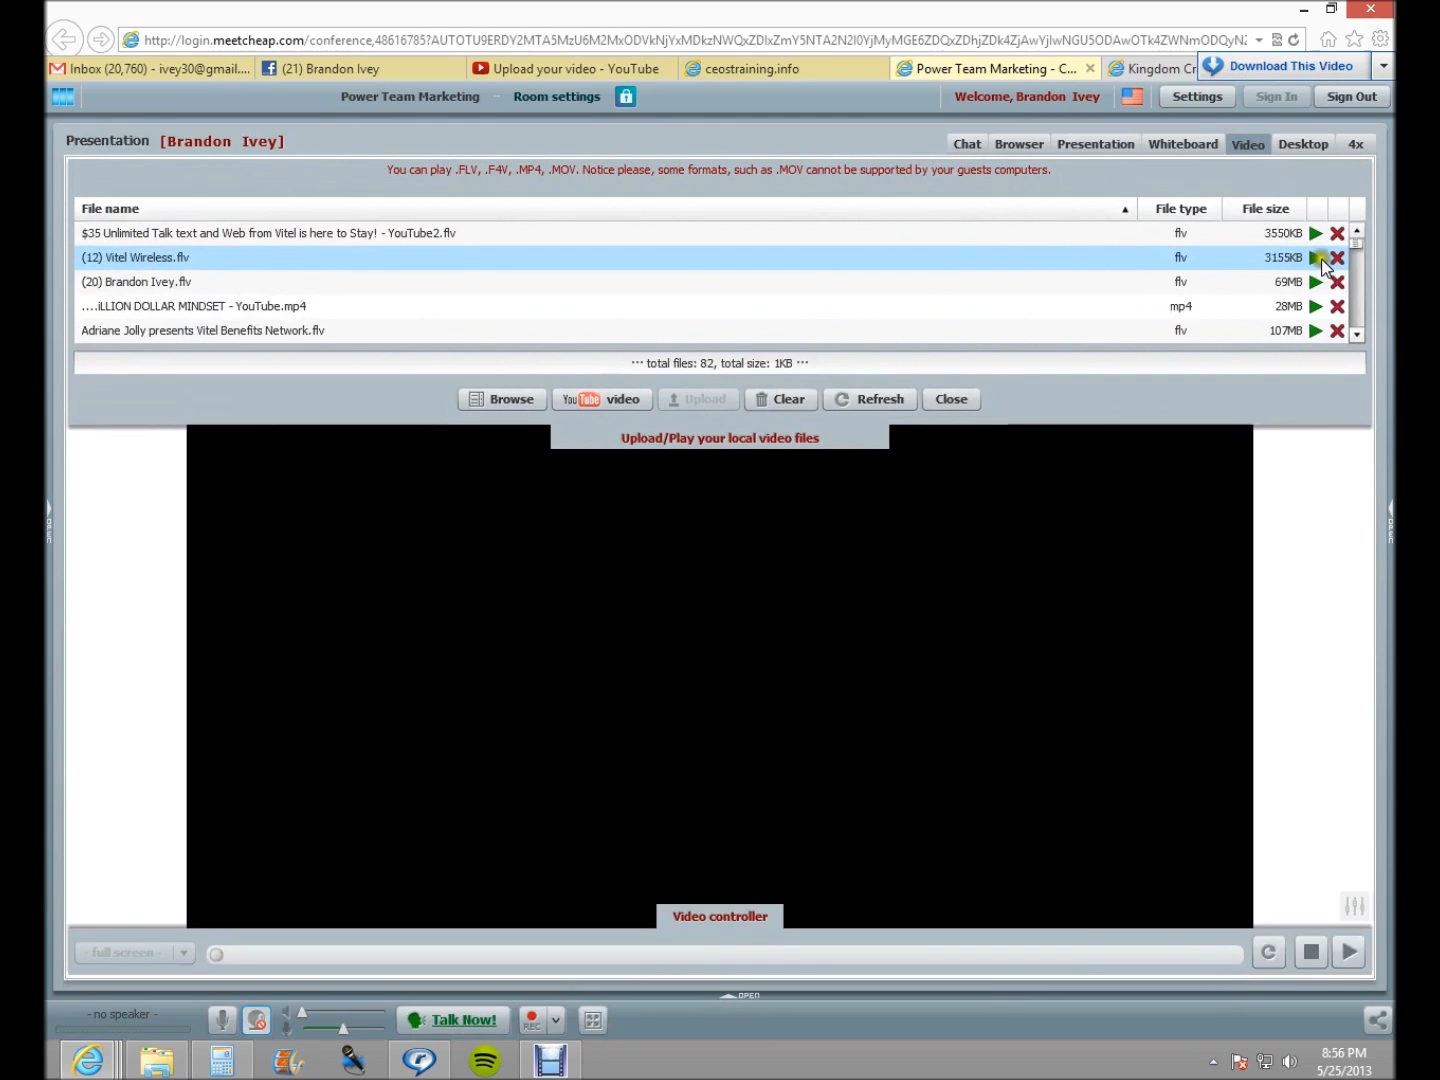 http://login.meetcheap.com/conference,48616785?
Inbox (20,760) - ivey30@gmail....
(21) Brandon Ivey
Upload your video - YouTube
ceostraining.info
Power Team Marketing - C...
Kingdom Cr
Download This Video
Power Team Marketing
Room settings
Welcome, Brandon Ivey
Settings
Sign In
Sign Out
Presentation [Brandon Ivey]
Chat Browser Presentation Whiteboard Video Desktop 4x
You can play .FLV, .F4V, .MP4, .MOV. Notice please, some formats, such as .MOV cannot be supported by your guests computers.
File name File type File size
$35 Unlimited Talk text and Web from Vitel is here to Stay! - YouTube2.flv flv 3550KB
(12) Vitel Wireless.flv flv 3155KB
(20) Brandon Ivey.flv flv 69MB
....iLLION DOLLAR MINDSET - YouTube.mp4 mp4 28MB
Adriane Jolly presents Vitel Benefits Network.flv flv 107MB
··· total files: 82, total size: 1KB ···
Browse YouTube video Upload Clear Refresh Close
Upload/Play your local video files
Video controller
- full screen -
OPEN
OPEN
OPEN
- no speaker -
Talk Now!
REC
8:56 PM
5/25/2013